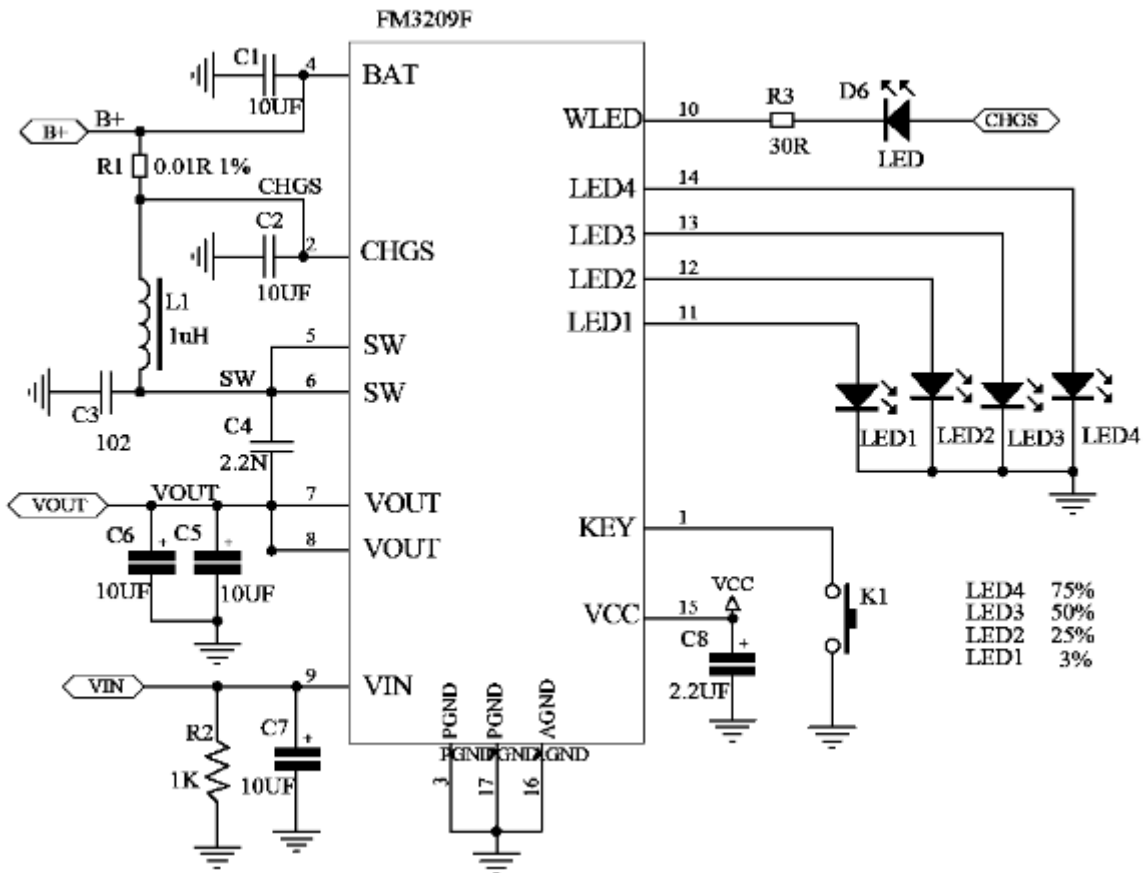 FM3209F
C1
10UF
4
BAT
B+
B+
R1
0.01R 1%
CHGS
C2
10UF
2
CHGS
L1
1uH
5
SW
SW
6
SW
C3
102
C4
2.2N
VOUT
VOUT
7
VOUT
8
VOUT
C6
10UF
C5
10UF
VIN
9
VIN
R2
1K
C7
10UF
PGND
PGND
AGND
PGND
GND
GND
3
17
16
WLED
10
R3
30R
D6
LED
CHGS
LED4
14
LED3
13
LED2
12
LED1
11
LED1
LED2
LED3
LED4
KEY
1
K1
VCC
15
VCC
C8
2.2UF
LED4 75%
LED3 50%
LED2 25%
LED1 3%